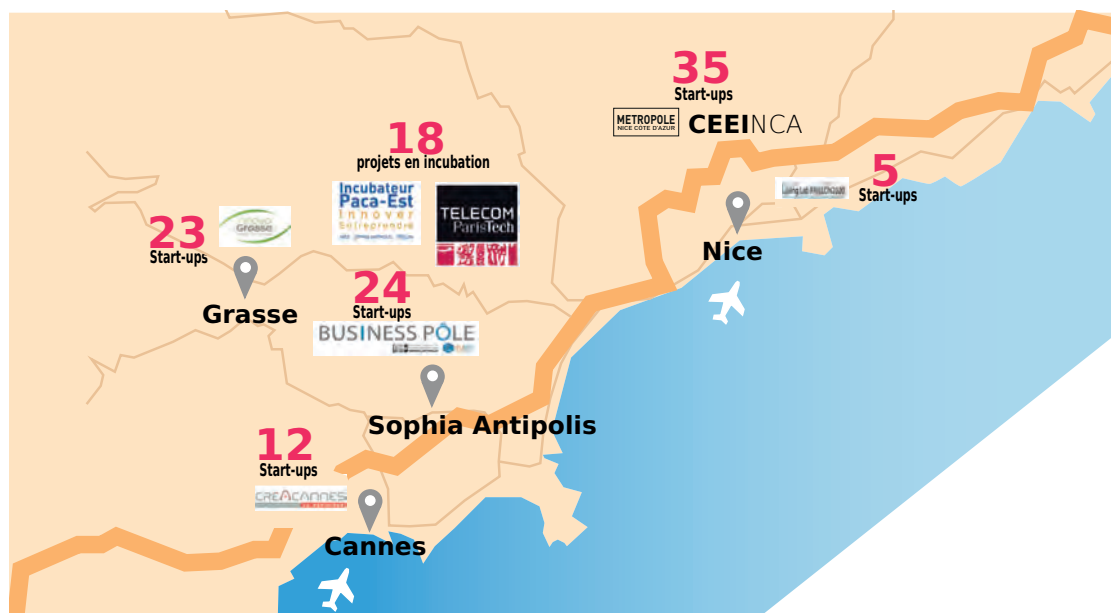 35
Start-ups
METROPOLE
NICE CÔTE D'AZUR
CEEINCA
18
projets en incubation
Incubateur
Paca-Est
Innover
Entreprendre
TELECOM
ParisTech
5
Start-ups
23
Start-ups
Grasse
Nice
Grasse
24
Start-ups
BUSINESS PÔLE
Sophia Antipolis
12
Start-ups
CREACANNES
Cannes